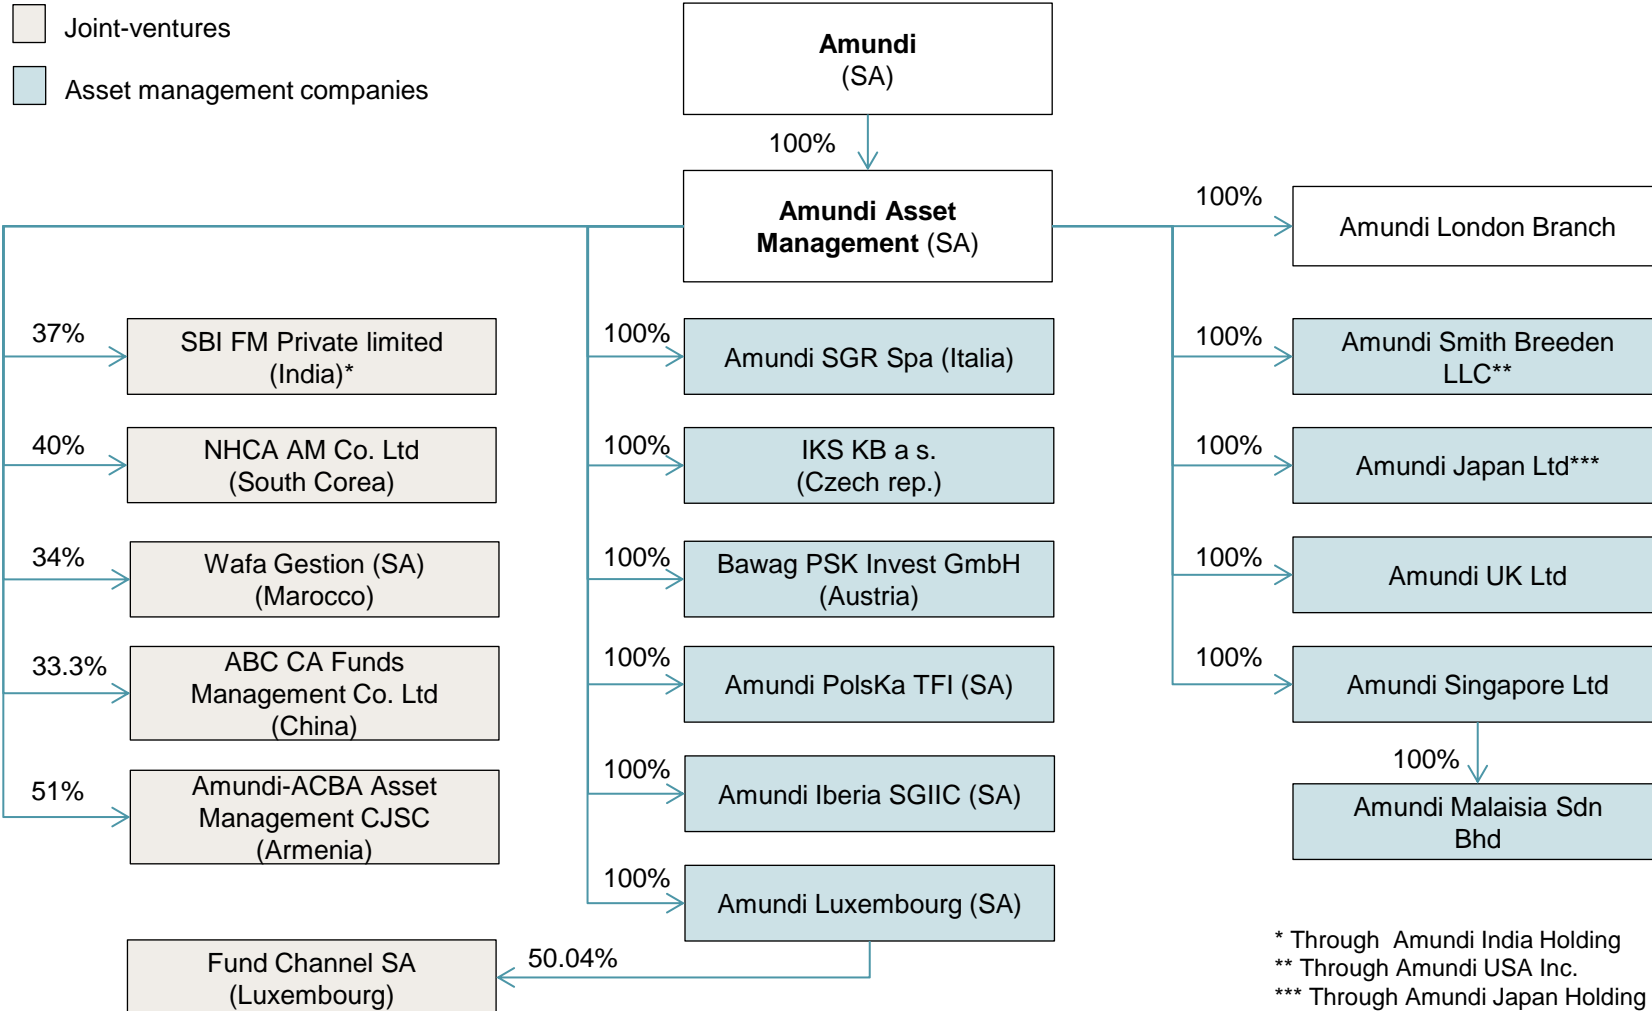 Joint-ventures
Asset management companies
Amundi
(SA)
100%
Amundi Asset
Management (SA)
100%
Amundi London Branch
37%
SBI FM Private limited
(India)*
100%
Amundi SGR Spa (Italia)
100%
Amundi Smith Breeden
LLC**
40%
NHCA AM Co. Ltd
(South Corea)
100%
IKS KB a s.
(Czech rep.)
100%
Amundi Japan Ltd***
34%
Wafa Gestion (SA)
(Marocco)
100%
Bawag PSK Invest GmbH
(Austria)
100%
Amundi UK Ltd
33.3%
ABC CA Funds
Management Co. Ltd
(China)
100%
Amundi PolsKa TFI (SA)
100%
Amundi Singapore Ltd
51%
Amundi-ACBA Asset
Management CJSC
(Armenia)
100%
Amundi Iberia SGIIC (SA)
100%
Amundi Malaisia Sdn
Bhd
100%
Amundi Luxembourg (SA)
50.04%
Fund Channel SA
(Luxembourg)
* Through Amundi India Holding
** Through Amundi USA Inc.
*** Through Amundi Japan Holding